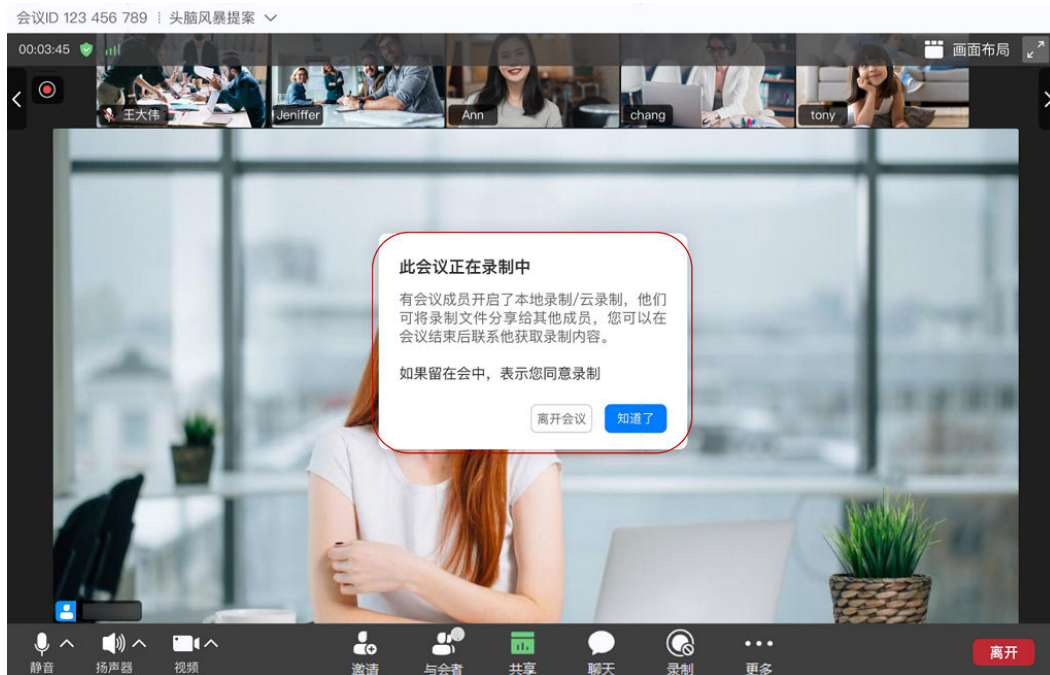 会议ID 123 456 789 ⁝ 头脑风暴提案
00:03:45
画面布局
王大伟
Jeniffer
Ann
chang
tony
此会议正在录制中
有会议成员开启了本地录制/云录制，他们
可将录制文件分享给其他成员，您可以在
会议结束后联系他获取录制内容。
如果留在会中，表示您同意录制
离开会议
知道了
静音
扬声器
视频
邀请
与会者
共享
聊天
录制
更多
离开